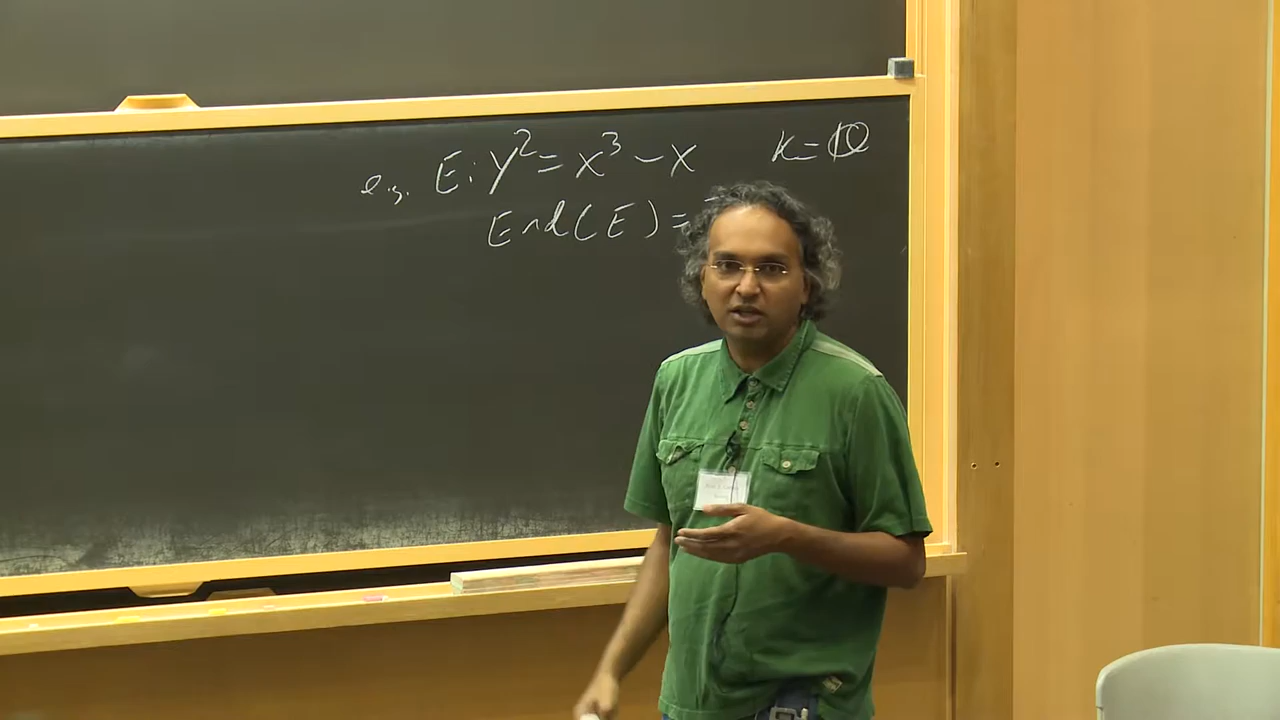 e.g. E: y² = x³ - x K = ℚ
End(E) =